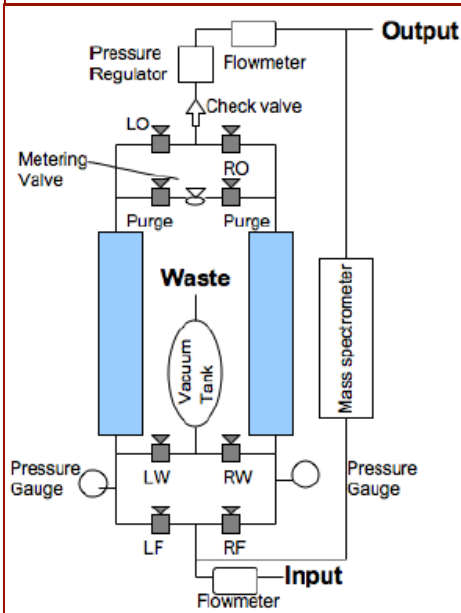 Output
Pressure
Regulator
Flowmeter
Check valve
LO
RO
Metering
Valve
Purge
Purge
Waste
Vacuum
Tank
Mass spectrometer
Pressure
Gauge
LW
RW
Pressure
Gauge
LF
RF
Input
Flowmeter